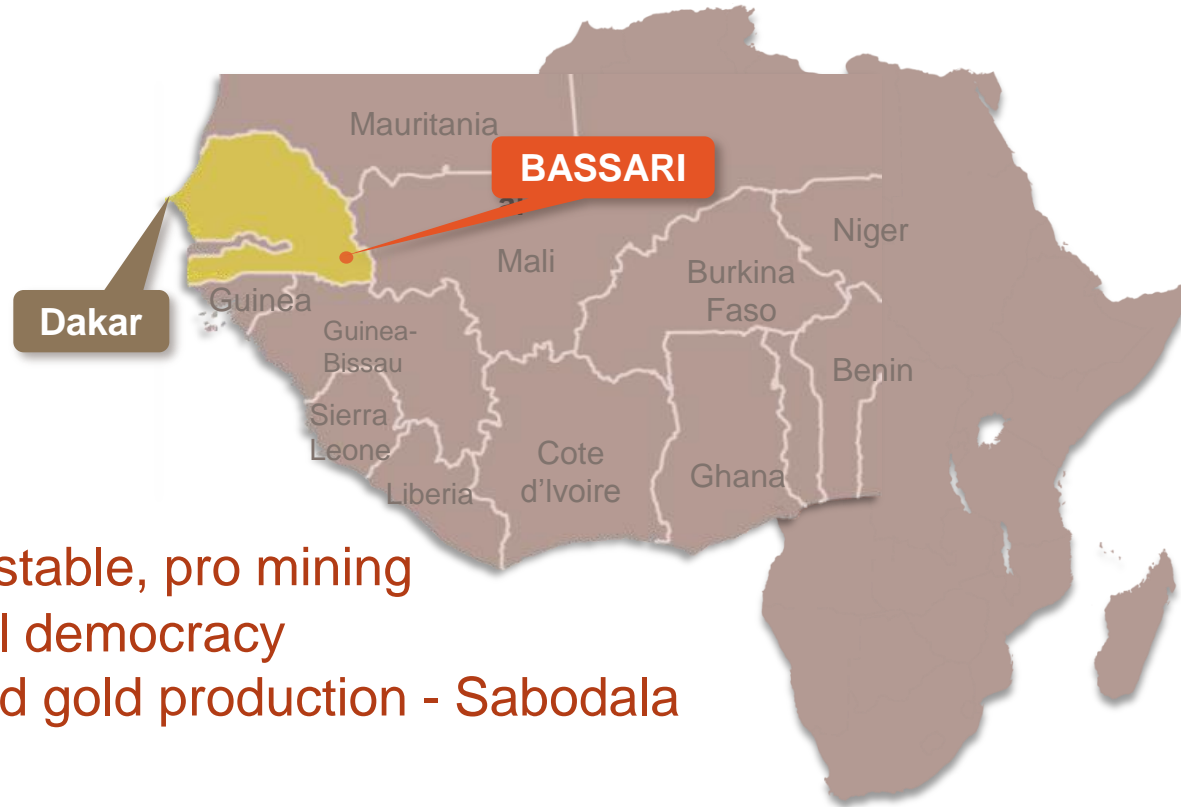 Mauritania
BASSARI
Niger
Mali
Burkina
Faso
Guinea
Dakar
Guinea-
Bissau
Benin
Sierra
Leone
Cote
d'Ivoire
Ghana
Liberia
stable, pro mining
l democracy
d gold production - Sabodala